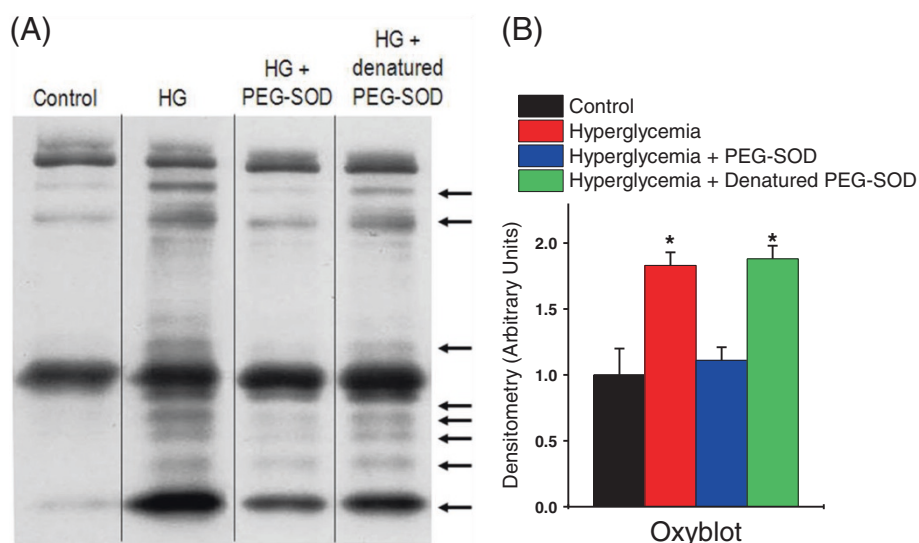 (A)
Control
HG
HG +
PEG-SOD
HG +
denatured
PEG-SOD
(B)
Control
Hyperglycemia
Hyperglycemia + PEG-SOD
Hyperglycemia + Denatured PEG-SOD
Densitometry (Arbitrary Units)
2.0
1.5
1.0
0.5
0.0
*
*
Oxyblot